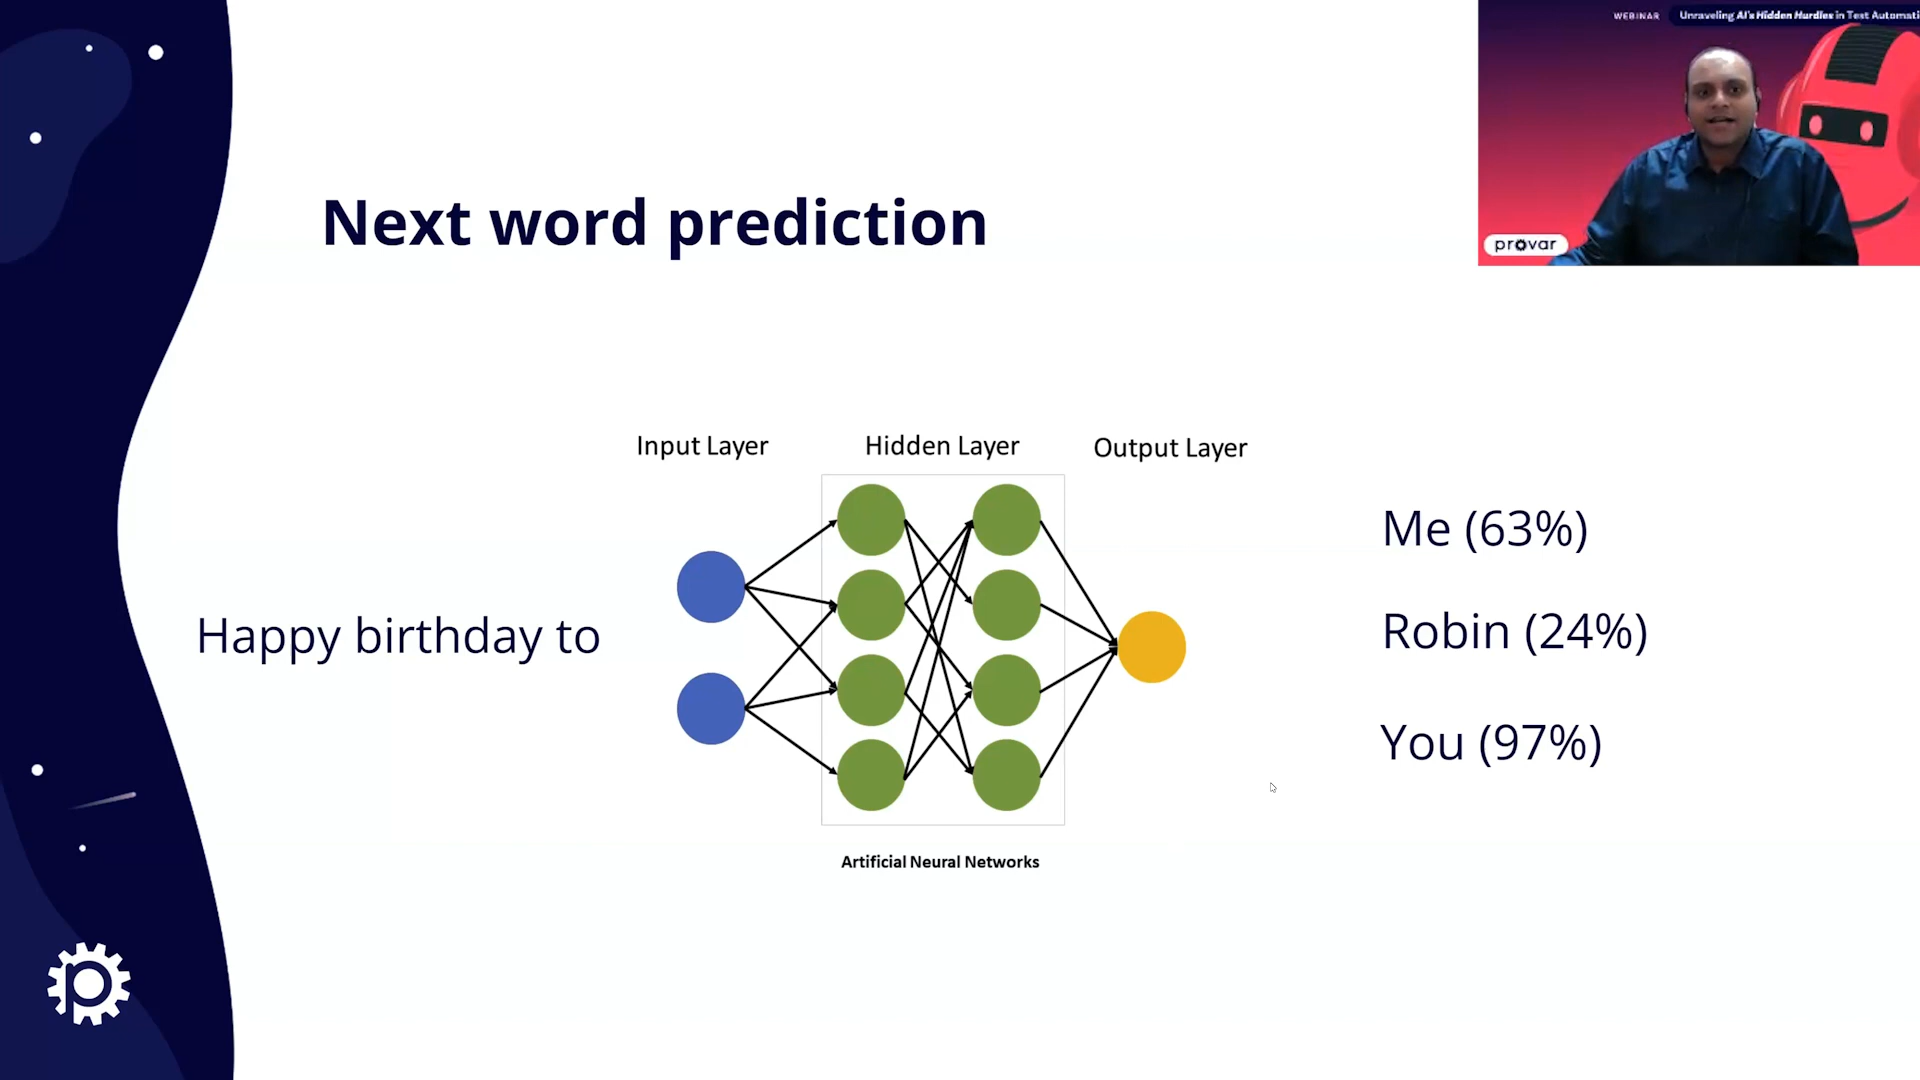 WEBINAR Unraveling AI's Hidden Hurdles in Test Automati
provar
Next word prediction
Input Layer Hidden Layer Output Layer
Happy birthday to
Me (63%)
Robin (24%)
You (97%)
Artificial Neural Networks